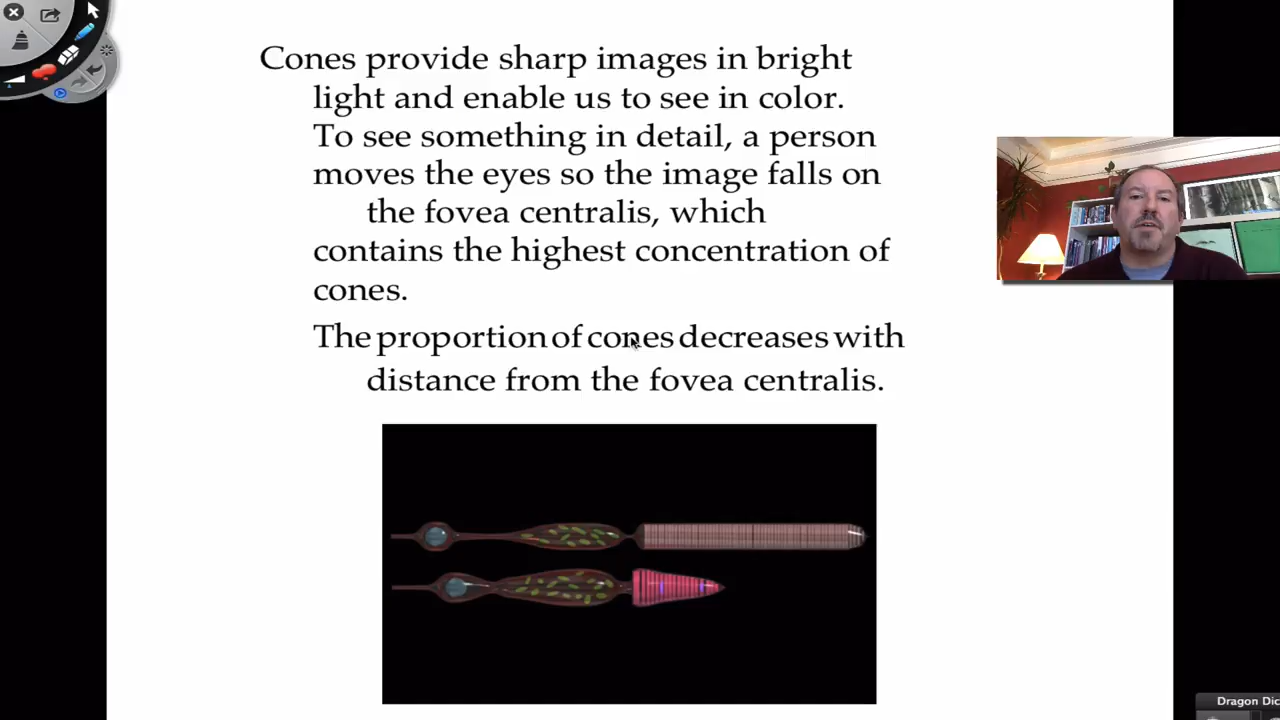 Cones provide sharp images in bright
light and enable us to see in color.
To see something in detail, a person
moves the eyes so the image falls on
the fovea centralis, which
contains the highest concentration of
cones.
The proportion of cones decreases with
distance from the fovea centralis.
Dragon Dic